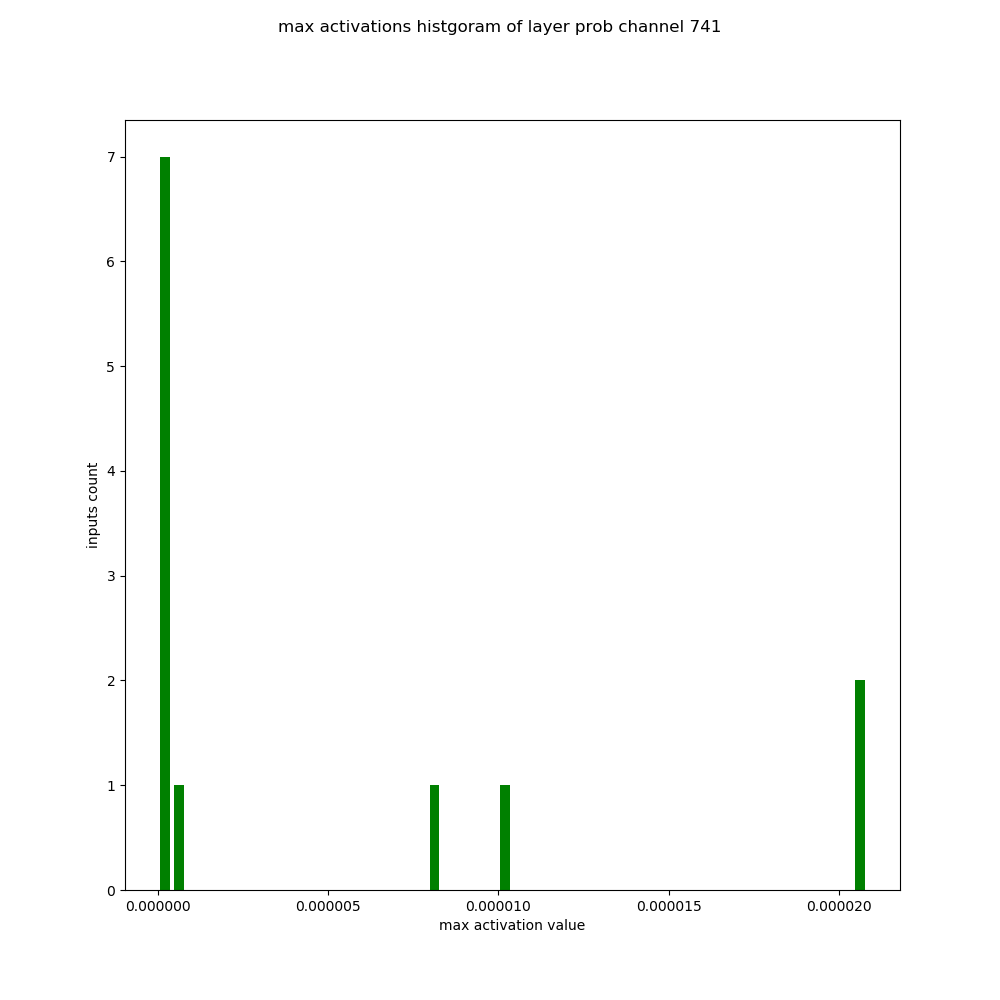 max activations histgoram of layer prob channel 741
7
6
5
4
3
2
1
0
inputs count
0.000000 0.000005 0.000010 0.000015 0.000020
max activation value